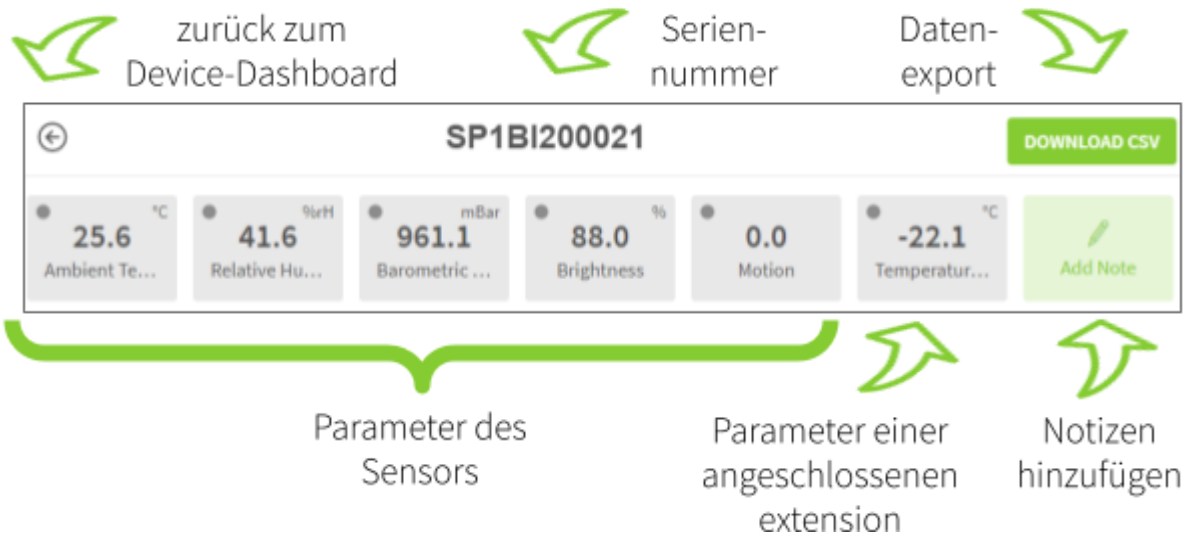 zurück zum
Device-Dashboard
Serien-
nummer
Daten-
export
SP1BI200021
DOWNLOAD CSV
°C
25.6
Ambient Te...
%rH
41.6
Relative Hu...
mBar
961.1
Barometric ...
%
88.0
Brightness
0.0
Motion
°C
-22.1
Temperatur...
Add Note
Parameter des
Sensors
Parameter einer
angeschlossenen
extension
Notizen
hinzufügen